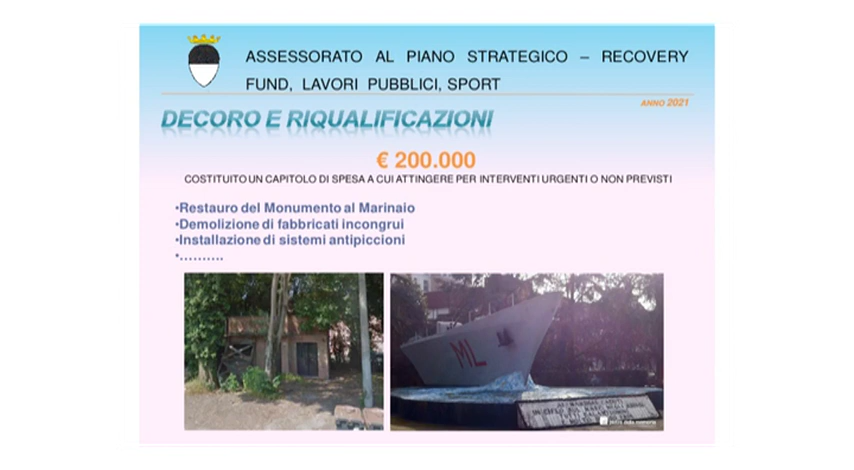 ASSESSORATO AL PIANO STRATEGICO – RECOVERY
FUND, LAVORI PUBBLICI, SPORT
ANNO 2021
DECORO E RIQUALIFICAZIONI
€ 200.000
COSTITUITO UN CAPITOLO DI SPESA A CUI ATTINGERE PER INTERVENTI URGENTI O NON PREVISTI
•Restauro del Monumento al Marinaio
•Demolizione di fabbricati incongrui
•Installazione di sistemi antipiccioni
•……….
ML